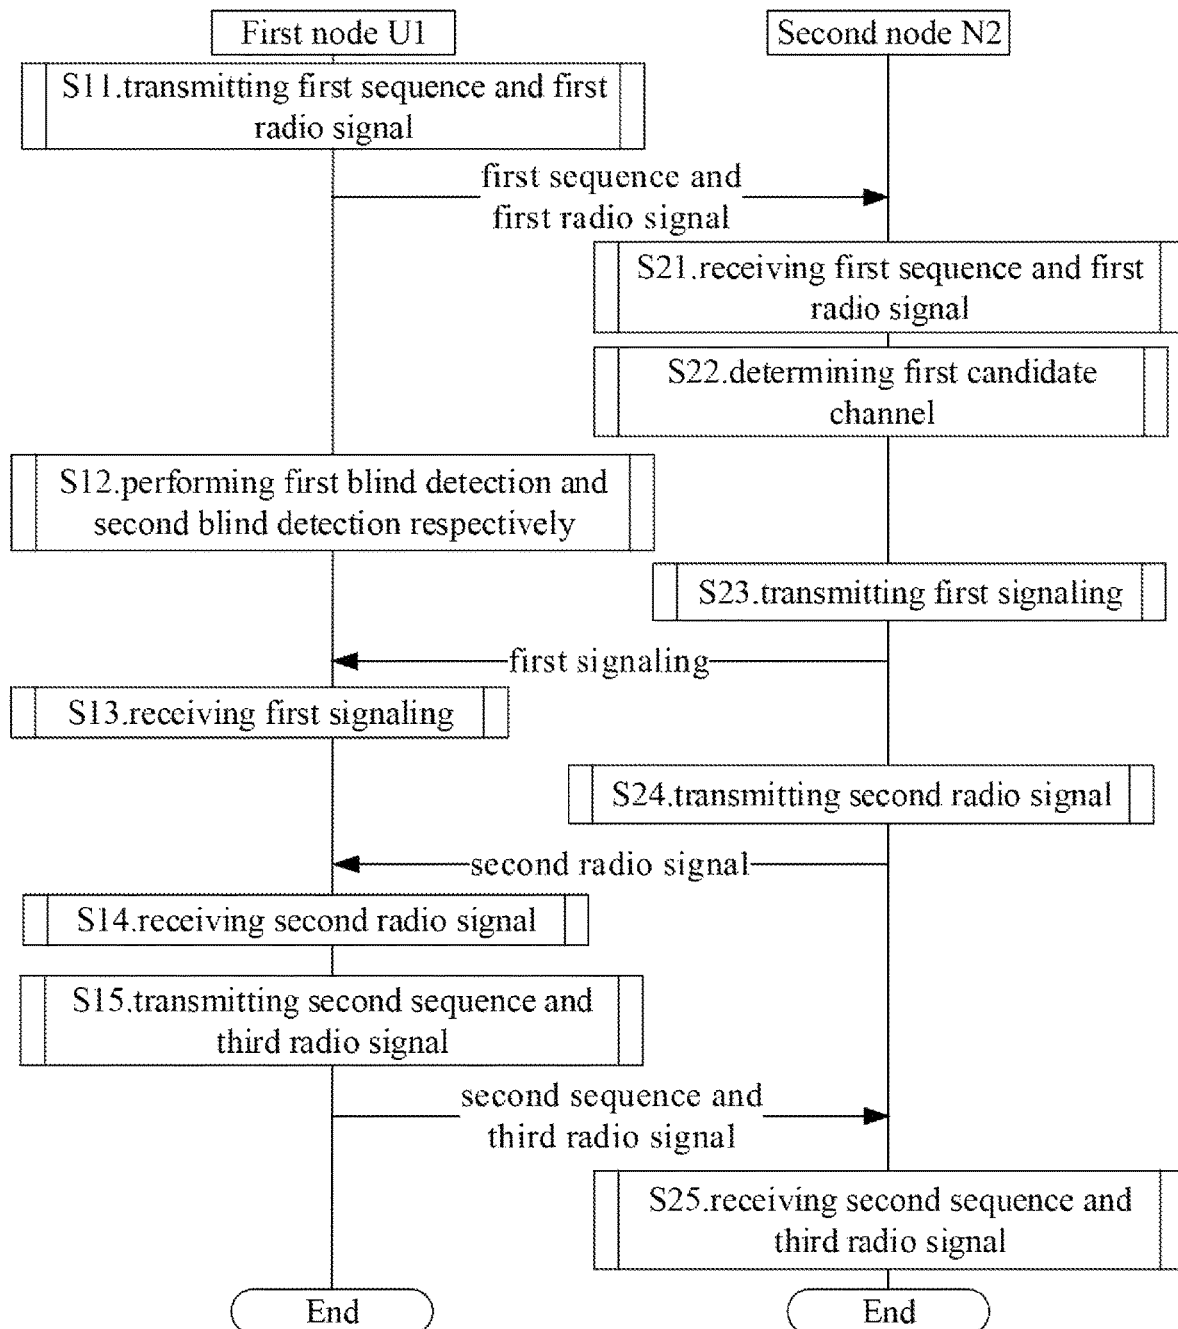 First node U1
Second node N2
S11.transmitting first sequence and first
radio signal
first sequence and
first radio signal
S21.receiving first sequence and first
radio signal
S22.determining first candidate
channel
S12.performing first blind detection and
second blind detection respectively
S23.transmitting first signaling
first signaling
S13.receiving first signaling
S24.transmitting second radio signal
second radio signal
S14.receiving second radio signal
S15.transmitting second sequence and
third radio signal
second sequence and
third radio signal
S25.receiving second sequence and
third radio signal
End
End